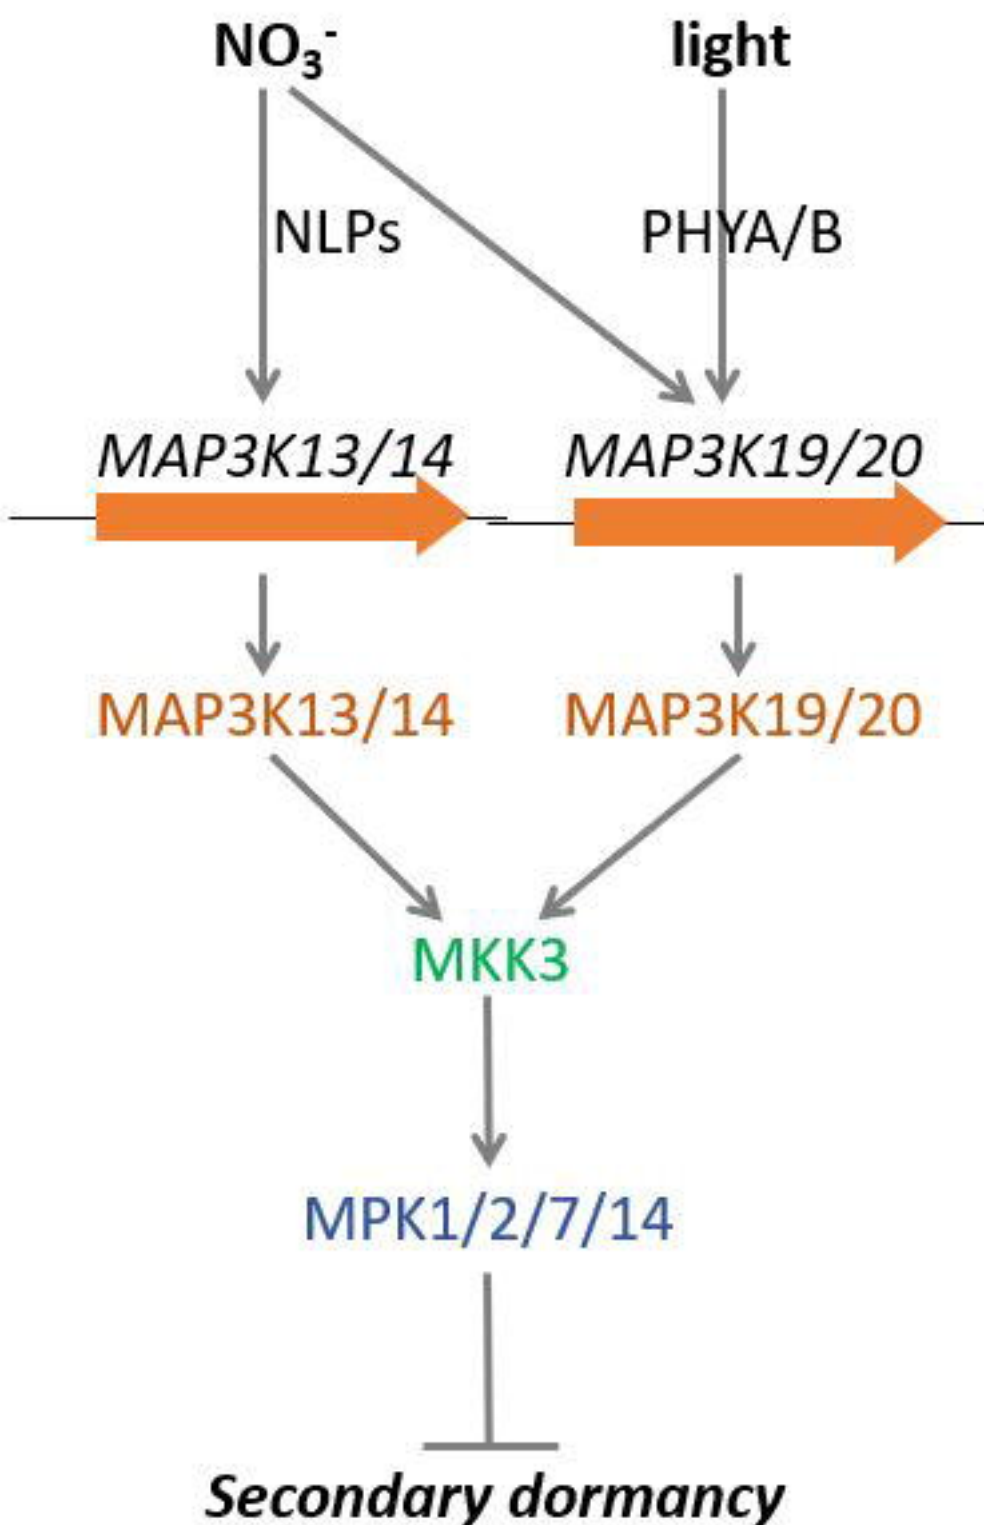 NO₃⁻ light
NLPs PHYA/B
MAP3K13/14 MAP3K19/20
MAP3K13/14 MAP3K19/20
MKK3
MPK1/2/7/14
Secondary dormancy